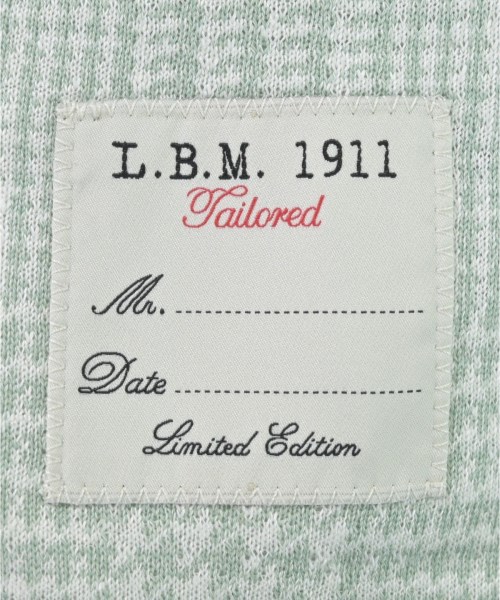 L.B.M. 1911
Tailored
Mr.
Date
Limited Edition